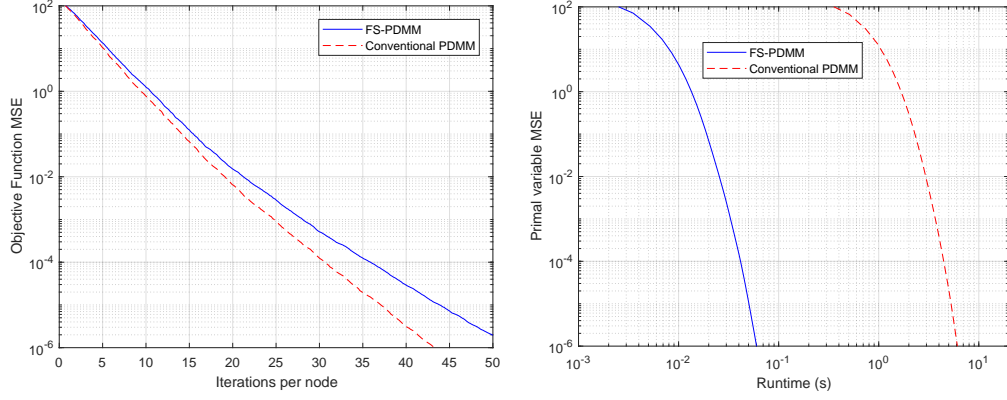 Objective Function MSE
10^2
10^0
10^-2
10^-4
10^-6
0 5 10 15 20 25 30 35 40 45 50
Iterations per node
FS-PDMM
Conventional PDMM
Primal variable MSE
10^2
10^0
10^-2
10^-4
10^-6
10^-3 10^-2 10^-1 10^0 10^1
Runtime (s)
FS-PDMM
Conventional PDMM